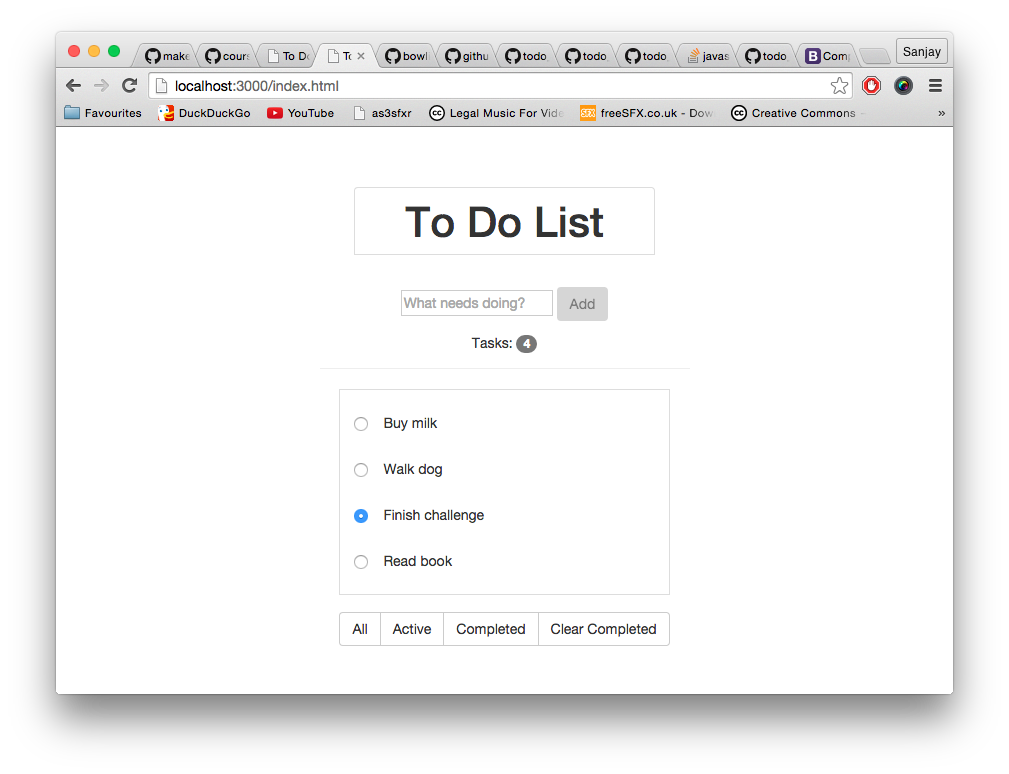 make cours To Do To bowli githu todo todo todo javas todo Comp Sanjay
localhost:3000/index.html
Favourites DuckDuckGo YouTube as3sfxr Legal Music For Vide freeSFX.co.uk - Dow Creative Commons -
To Do List
What needs doing? Add
Tasks: 4
Buy milk
Walk dog
Finish challenge
Read book
All Active Completed Clear Completed